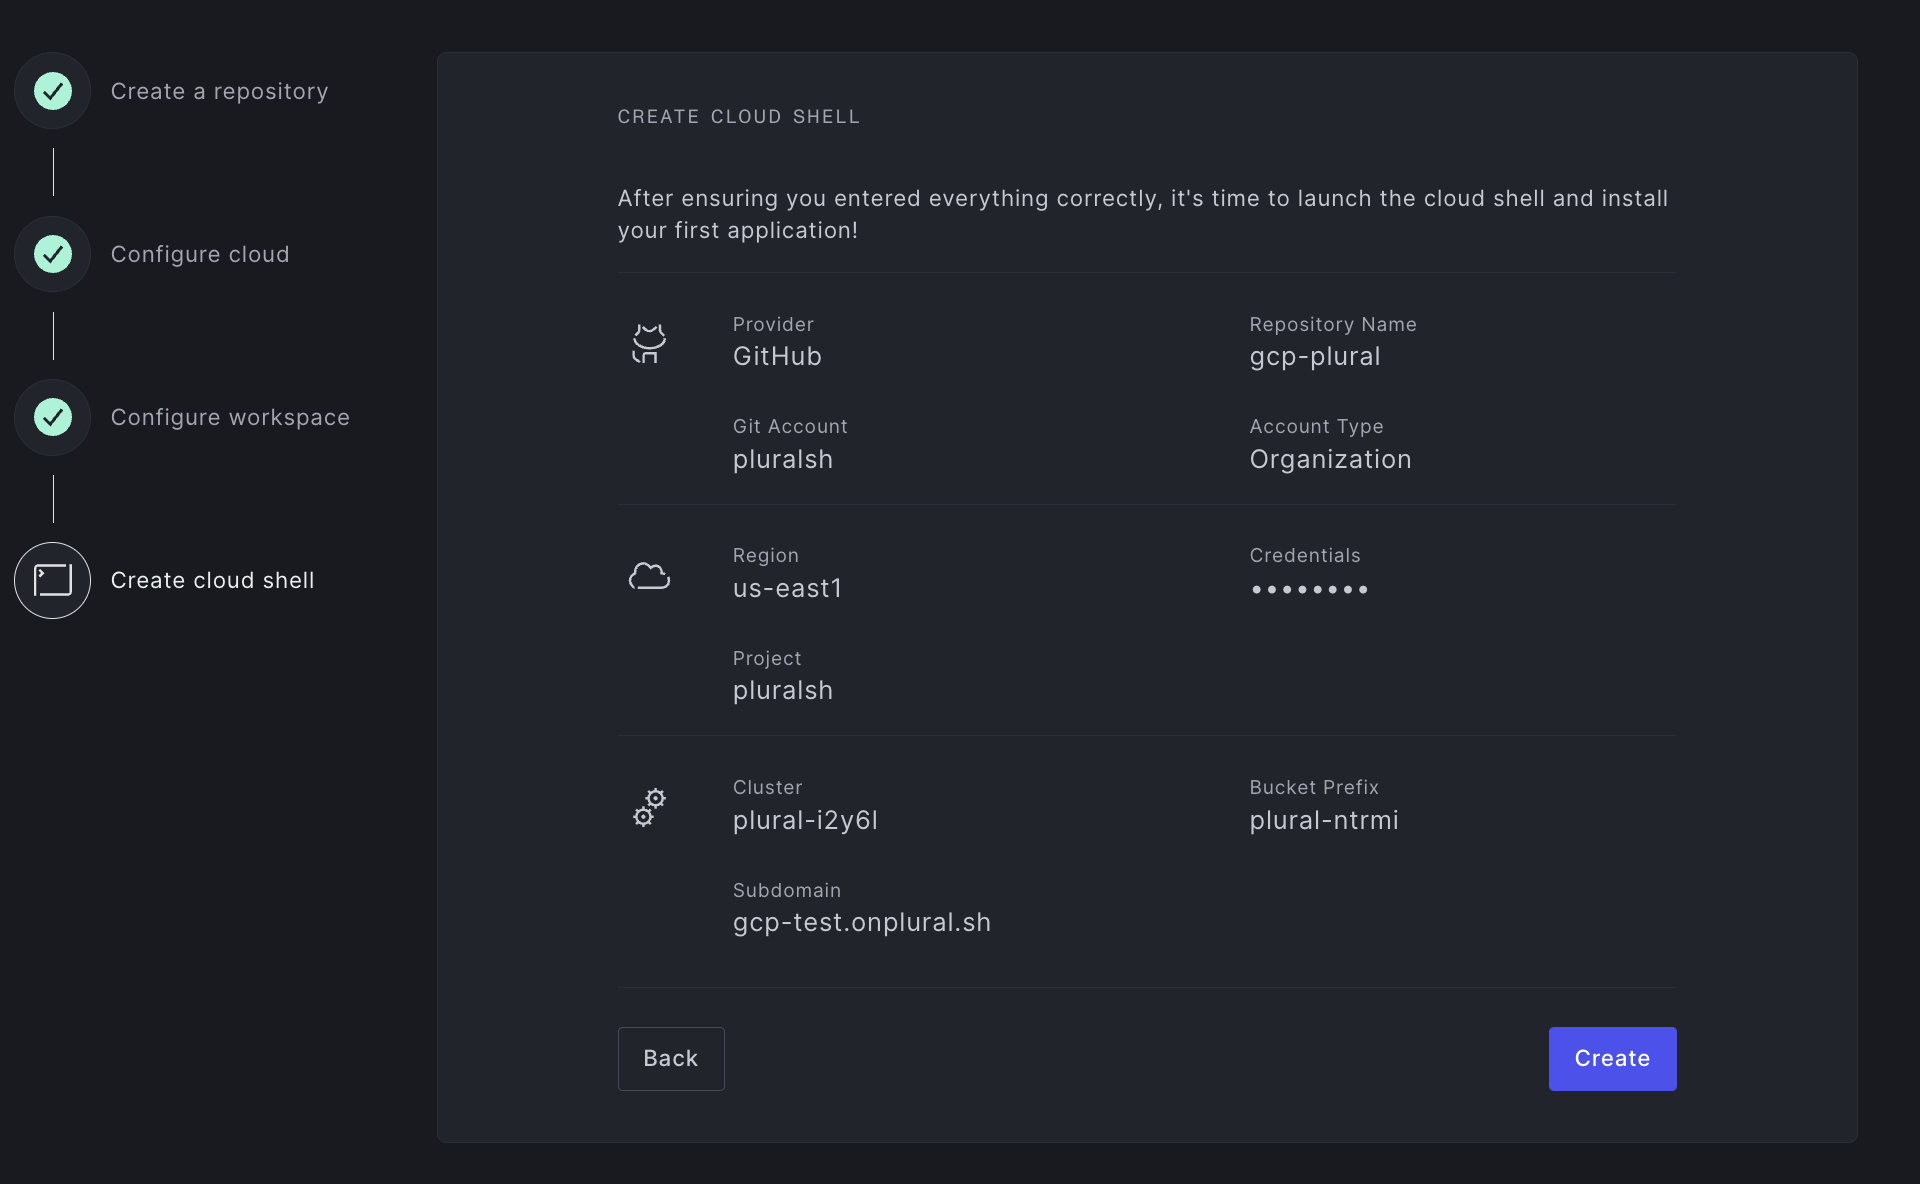 Create a repository
Configure cloud
Configure workspace
Create cloud shell
CREATE CLOUD SHELL
After ensuring you entered everything correctly, it's time to launch the cloud shell and install
your first application!
Provider
GitHub
Repository Name
gcp-plural
Git Account
pluralsh
Account Type
Organization
Region
us-east1
Credentials
••••••••
Project
pluralsh
Cluster
plural-i2y6l
Bucket Prefix
plural-ntrmi
Subdomain
gcp-test.onplural.sh
Back
Create